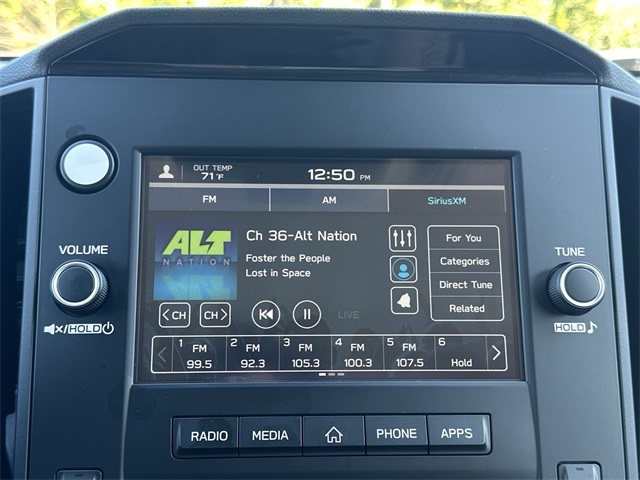 OUT TEMP
71°F
12:50 PM
FM AM SiriusXM
ALT
NATION
Ch 36-Alt Nation
Foster the People
Lost in Space
For You
Categories
Direct Tune
Related
CH CH LIVE
1 FM 99.5
2 FM 92.3
3 FM 105.3
4 FM 100.3
5 FM 107.5
6 Hold
VOLUME
HOLD
TUNE
HOLD
RADIO MEDIA PHONE APPS